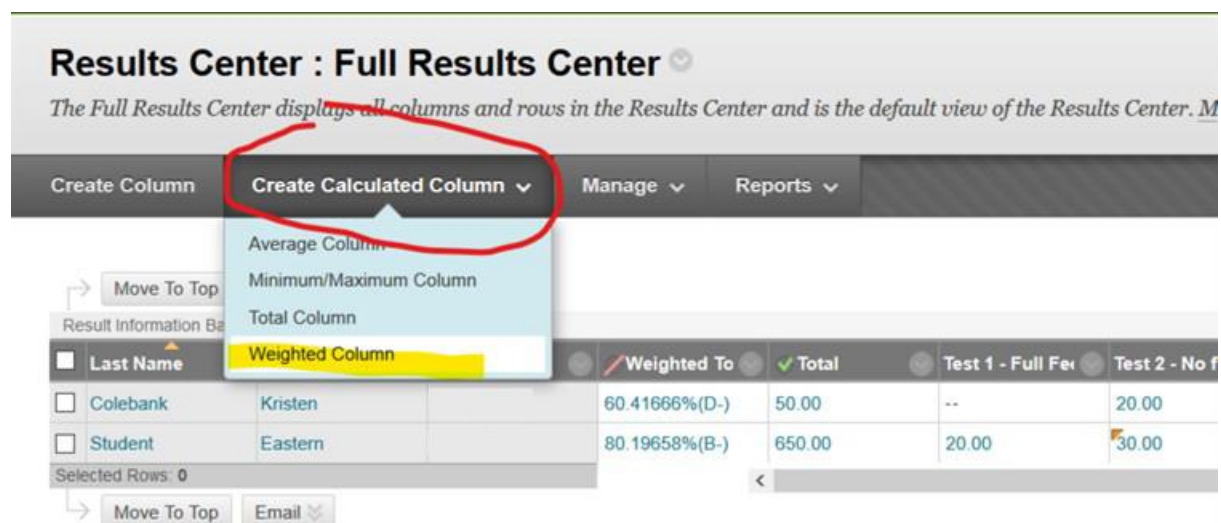 Results Center : Full Results Center
The Full Results Center displays all columns and rows in the Results Center and is the default view of the Results Center. M
Create Column Create Calculated Column Manage Reports
Average Column
Minimum/Maximum Column
Total Column
Weighted Column
Move To Top
Result Information Ba
Last Name Weighted To Total Test 1 - Full Fe Test 2 - No f
Colebank Kristen 60.41666%(D-) 50.00 -- 20.00
Student Eastern 80.19658%(B-) 650.00 20.00 30.00
Selected Rows: 0
Move To Top Email